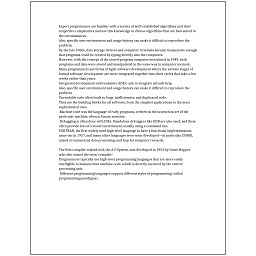 Expert programmers are familiar with a variety of well-established algorithms and their
respective complexities and use this knowledge to choose algorithms that are best suited to
the circumstances.
Also, specific user environment and usage history can make it difficult to reproduce the
problem.
By the late 1960s, data storage devices and computer terminals became inexpensive enough
that programs could be created by typing directly into the computers.
However, with the concept of the stored-program computer introduced in 1949, both
programs and data were stored and manipulated in the same way in computer memory.
Many programmers use forms of Agile software development where the various stages of
formal software development are more integrated together into short cycles that take a few
weeks rather than years.
Integrated development environments (IDEs) aim to integrate all such help.
Also, specific user environment and usage history can make it difficult to reproduce the
problem.
Unreadable code often leads to bugs, inefficiencies, and duplicated code.
They are the building blocks for all software, from the simplest applications to the most
sophisticated ones.
Machine code was the language of early programs, written in the instruction set of the
particular machine, often in binary notation.
Debugging is often done with IDEs. Standalone debuggers like GDB are also used, and these
often provide less of a visual environment, usually using a command line.
FORTRAN, the first widely used high-level language to have a functional implementation,
came out in 1957, and many other languages were soon developed—in particular, COBOL
aimed at commercial data processing, and Lisp for computer research.

The first compiler related tool, the A-0 System, was developed in 1952 by Grace Hopper,
who also coined the term 'compiler'.
Programmers typically use high-level programming languages that are more easily
intelligible to humans than machine code, which is directly executed by the central
processing unit.
Different programming languages support different styles of programming (called
programming paradigms).